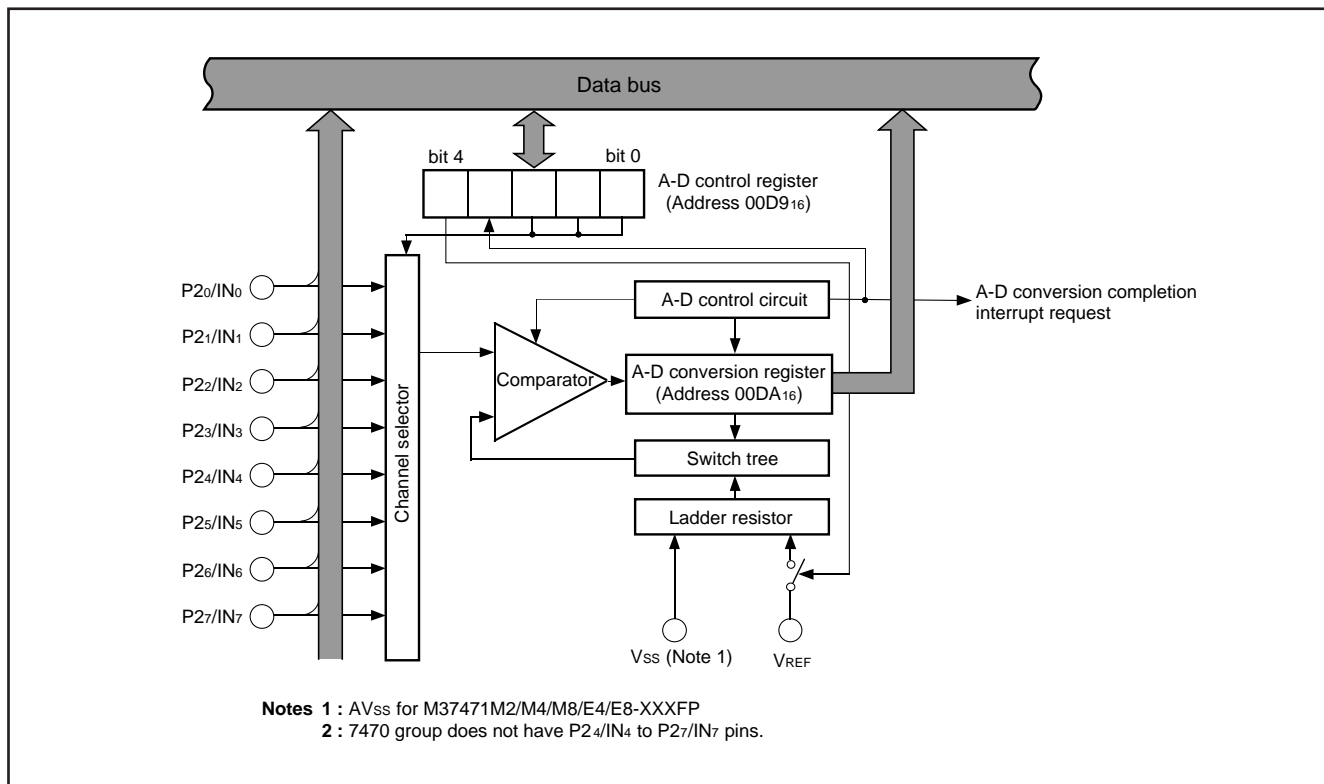 Data bus
bit 4
bit 0
A-D control register
(Address 00D916)
P20/IN0
P21/IN1
P22/IN2
P23/IN3
P24/IN4
P25/IN5
P26/IN6
P27/IN7
Channel selector
Comparator
A-D control circuit
A-D conversion register
(Address 00DA16)
Switch tree
Ladder resistor
A-D conversion completion
interrupt request
VSS (Note 1)
VREF
Notes 1 : AVSS for M37471M2/M4/M8/E4/E8-XXXFP
2 : 7470 group does not have P24/IN4 to P27/IN7 pins.